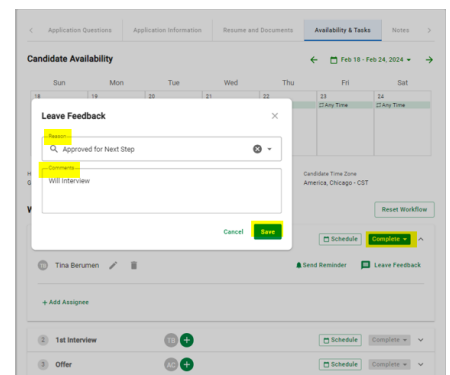 Application Questions Application Information Resume and Documents Availability & Tasks Notes
Candidate Availability
Feb 18 - Feb 24, 2024
Sun Mon Tue Wed Thu Fri Sat
18 19 20 21 22 23 24
Any Time Any Time
Leave Feedback
Reason
Approved for Next Step
Comments
Will Interview
Cancel Save
Candidate Time Zone
America, Chicago - CST
W
Reset Workflow
Schedule Complete
Tina Berumen
Send Reminder Leave Feedback
+ Add Assignee
2 1st Interview TB Schedule Complete
3 Offer AC Schedule Complete